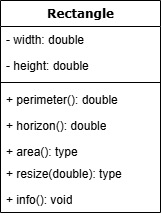 Rectangle
- width: double
- height: double
+ perimeter(): double
+ horizon(): double
+ area(): type
+ resize(double): type
+ info(): void